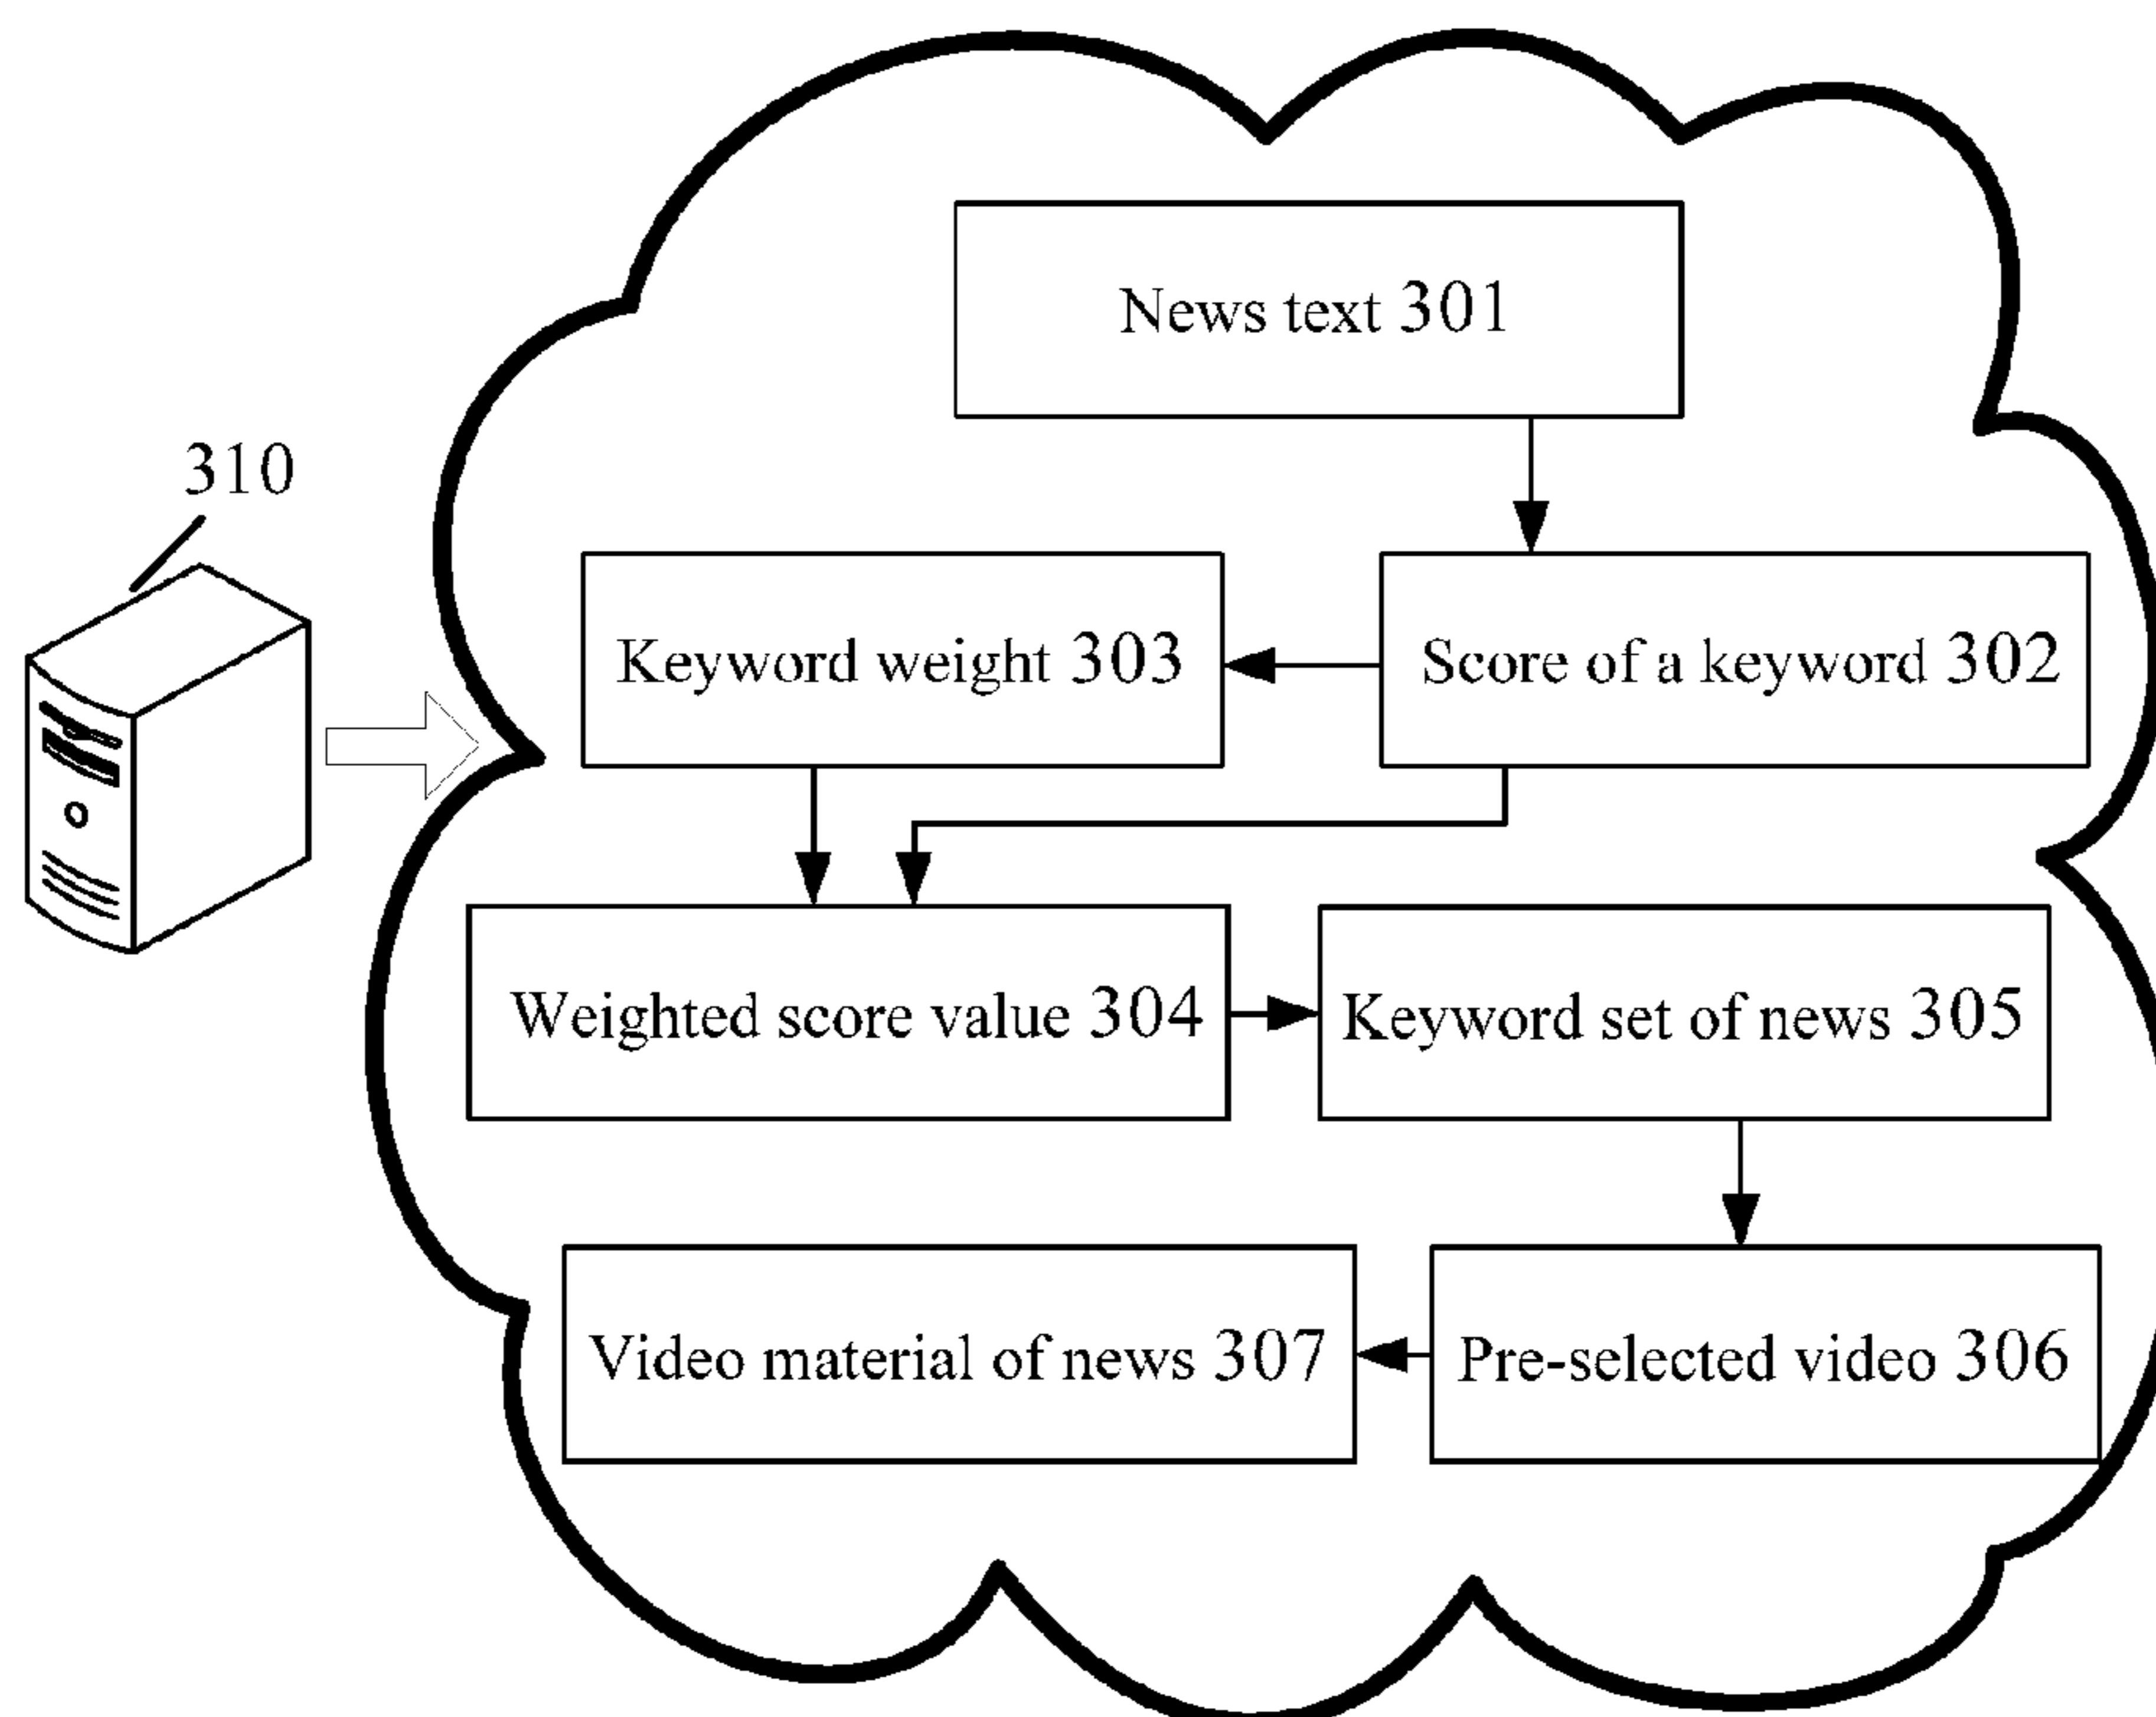 News text 301
310
Keyword weight 303
Score of a keyword 302
Weighted score value 304
Keyword set of news 305
Video material of news 307
Pre-selected video 306